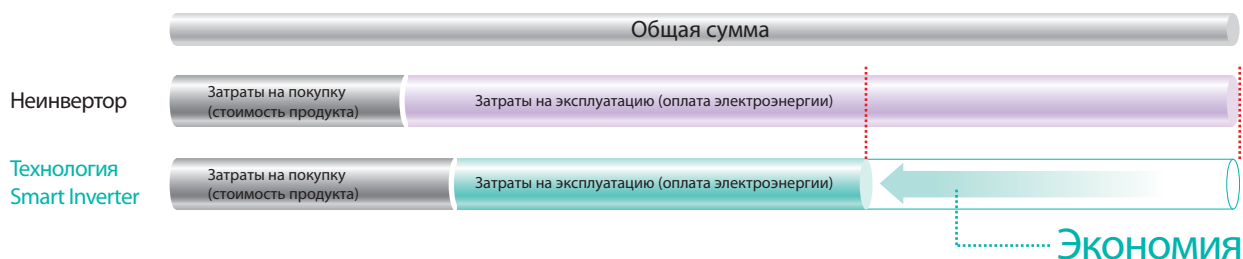 Общая сумма
Неинвертор
Затраты на покупку
(стоимость продукта)
Затраты на эксплуатацию (оплата электроэнергии)
Технология
Smart Inverter
Затраты на покупку
(стоимость продукта)
Затраты на эксплуатацию (оплата электроэнергии)
Экономия